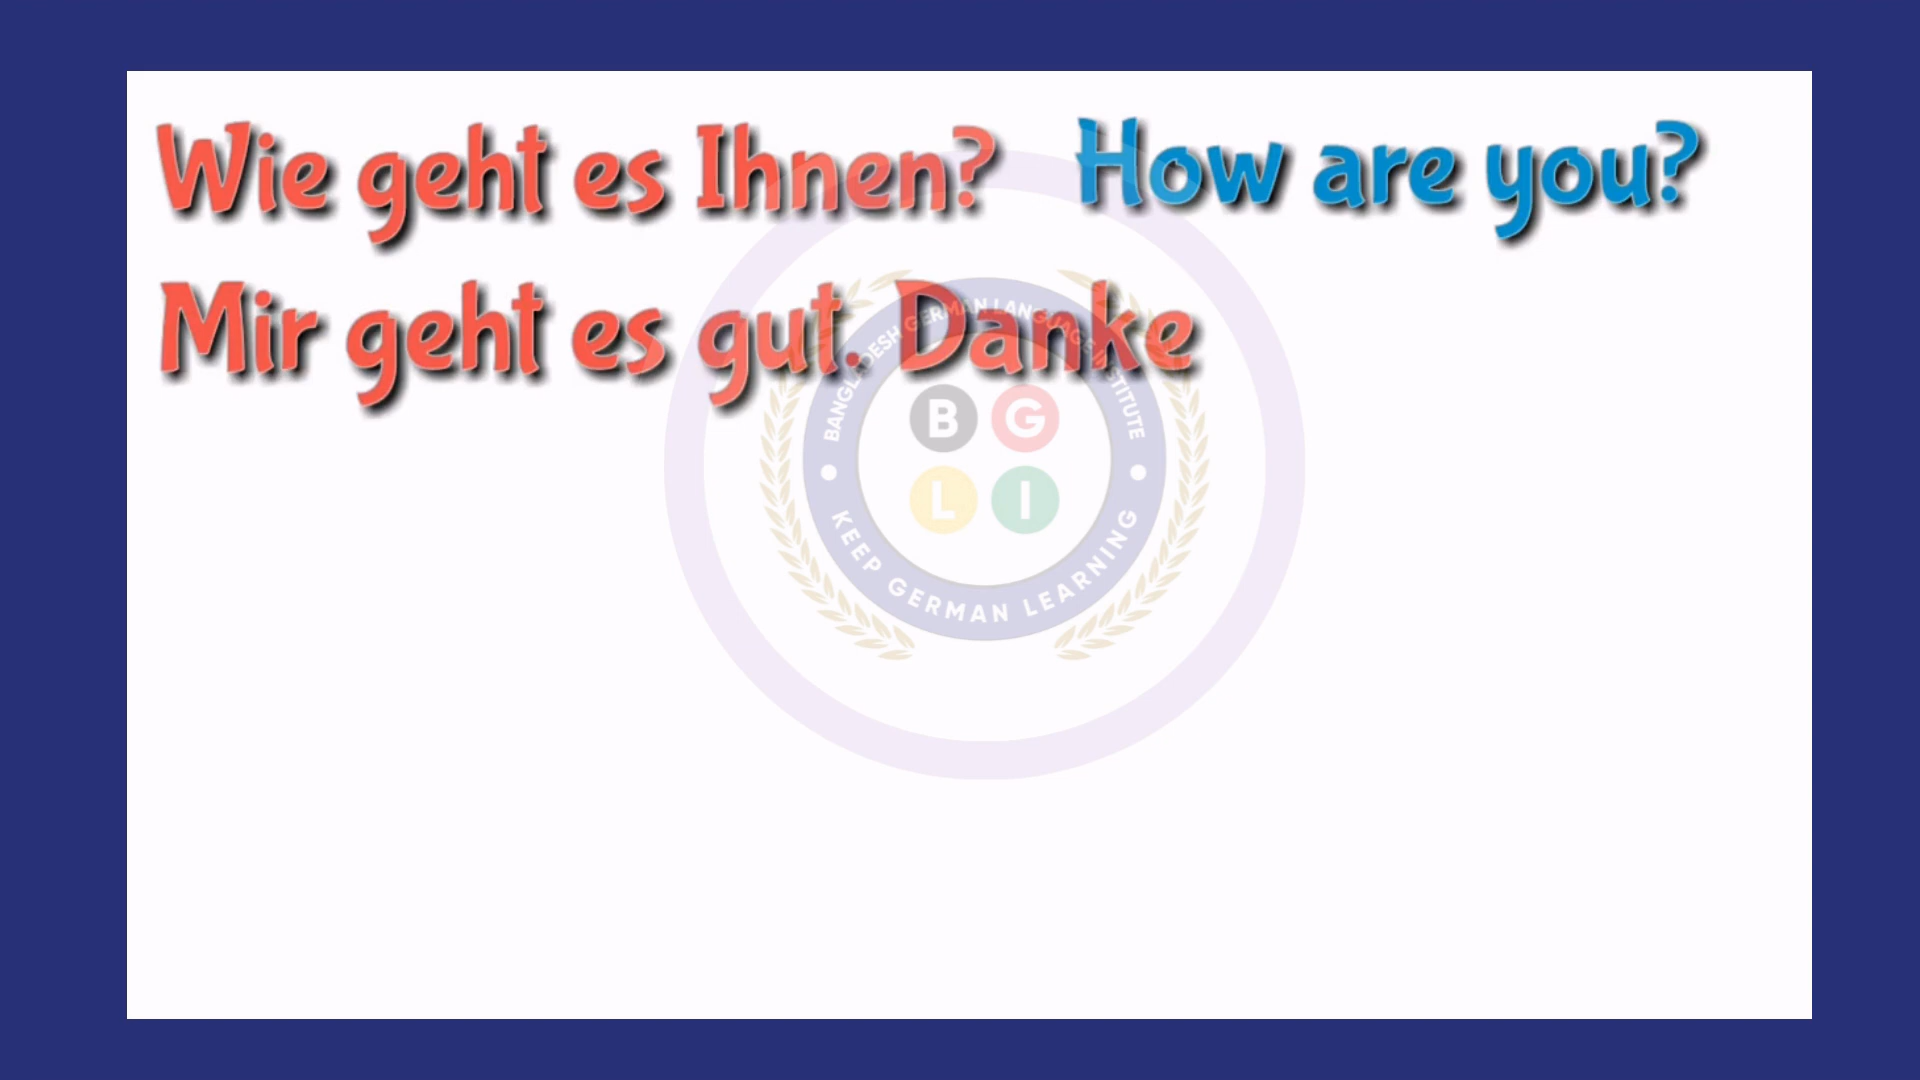 Wie geht es Ihnen? How are you?
Mir geht es gut. Danke
BANGLADESH GERMAN LANGUAGE INSTITUTE
B G
L I
KEEP GERMAN LEARNING